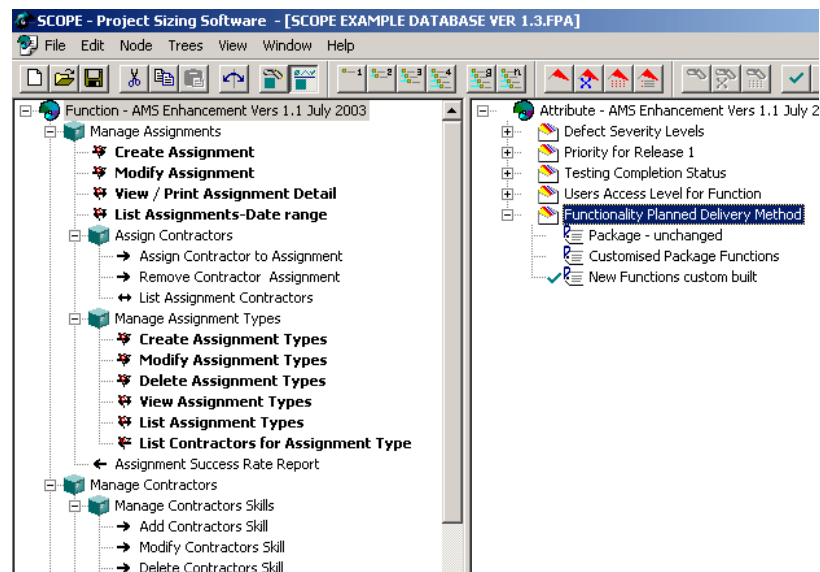 SCOPE - Project Sizing Software - [SCOPE EXAMPLE DATABASE VER 1.3.FPA]
File Edit Node Trees View Window Help
1 2 3 4 n
Function - AMS Enhancement Vers 1.1 July 2003
Manage Assignments
Create Assignment
Modify Assignment
View / Print Assignment Detail
List Assignments-Date range
Assign Contractors
Assign Contractor to Assignment
Remove Contractor Assignment
List Assignment Contractors
Manage Assignment Types
Create Assignment Types
Modify Assignment Types
Delete Assignment Types
View Assignment Types
List Assignment Types
List Contractors for Assignment Type
Assignment Success Rate Report
Manage Contractors
Manage Contractors Skills
Add Contractors Skill
Modify Contractors Skill
Delete Contractors Skill
Attribute - AMS Enhancement Vers 1.1 July 2
Defect Severity Levels
Priority for Release 1
Testing Completion Status
Users Access Level for Function
Functionality Planned Delivery Method
Package - unchanged
Customised Package Functions
New Functions custom built